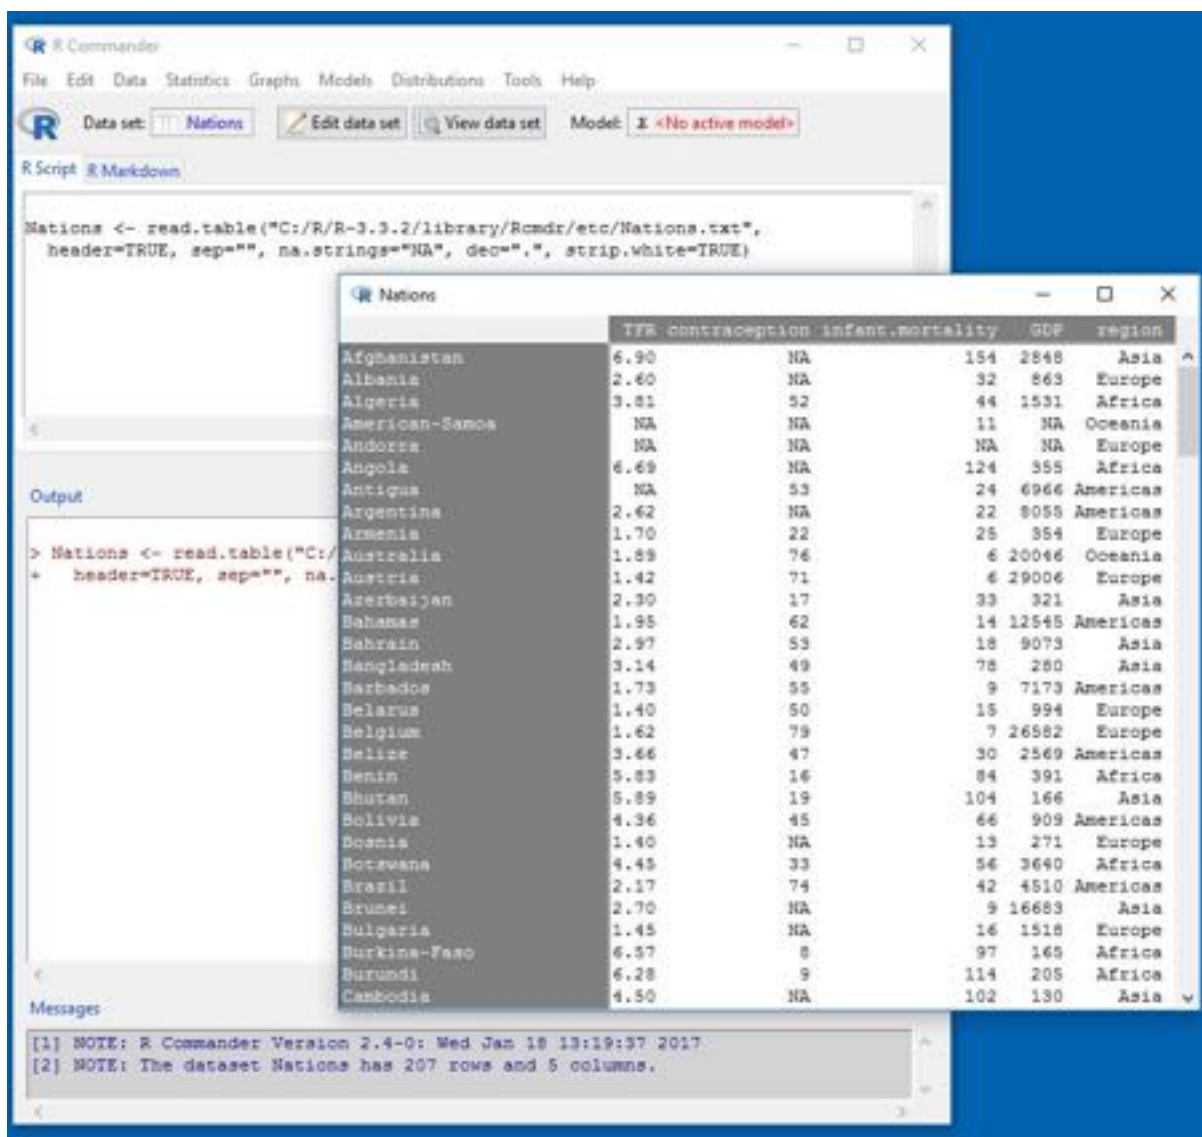 R Commander
File Edit Data Statistics Graphs Models Distributions Tools Help
R Data set: Nations Edit data set View data set Model: Σ <No active model>
R Script R Markdown
Nations <- read.table("C:/R/R-3.3.2/library/Rcmdr/etc/Nations.txt",
header=TRUE, sep="", na.strings="NA", dec=".", strip.white=TRUE)
Output
> Nations <- read.table("C:/
+ header=TRUE, sep="", na.
Nations
TFR contraception infant.mortality GDP region
Afghanistan 6.90 NA 154 2848 Asia
Albania 2.60 NA 32 863 Europe
Algeria 3.81 52 44 1531 Africa
American-Samoa NA NA 11 NA Oceania
Andorra NA NA NA NA Europe
Angola 6.69 NA 124 355 Africa
Antigua NA 53 24 6966 Americas
Argentina 2.62 NA 22 8055 Americas
Armenia 1.70 22 25 354 Europe
Australia 1.89 76 6 20046 Oceania
Austria 1.42 71 6 29006 Europe
Azerbaijan 2.30 17 33 321 Asia
Bahamas 1.95 62 14 12545 Americas
Bahrain 2.97 53 18 9073 Asia
Bangladesh 3.14 49 78 280 Asia
Barbados 1.73 55 9 7173 Americas
Belarus 1.40 50 15 994 Europe
Belgium 1.62 79 7 26582 Europe
Belize 3.66 47 30 2569 Americas
Benin 5.83 16 84 391 Africa
Bhutan 5.89 19 104 166 Asia
Bolivia 4.36 45 66 909 Americas
Bosnia 1.40 NA 13 271 Europe
Botswana 4.45 33 56 3640 Africa
Brazil 2.17 74 42 4510 Americas
Brunei 2.70 NA 9 16683 Asia
Bulgaria 1.45 NA 16 1518 Europe
Burkina-Faso 6.57 8 97 165 Africa
Burundi 6.28 9 114 205 Africa
Cambodia 4.50 NA 102 130 Asia
Messages
[1] NOTE: R Commander Version 2.4-0: Wed Jan 18 13:19:37 2017
[2] NOTE: The dataset Nations has 207 rows and 5 columns.